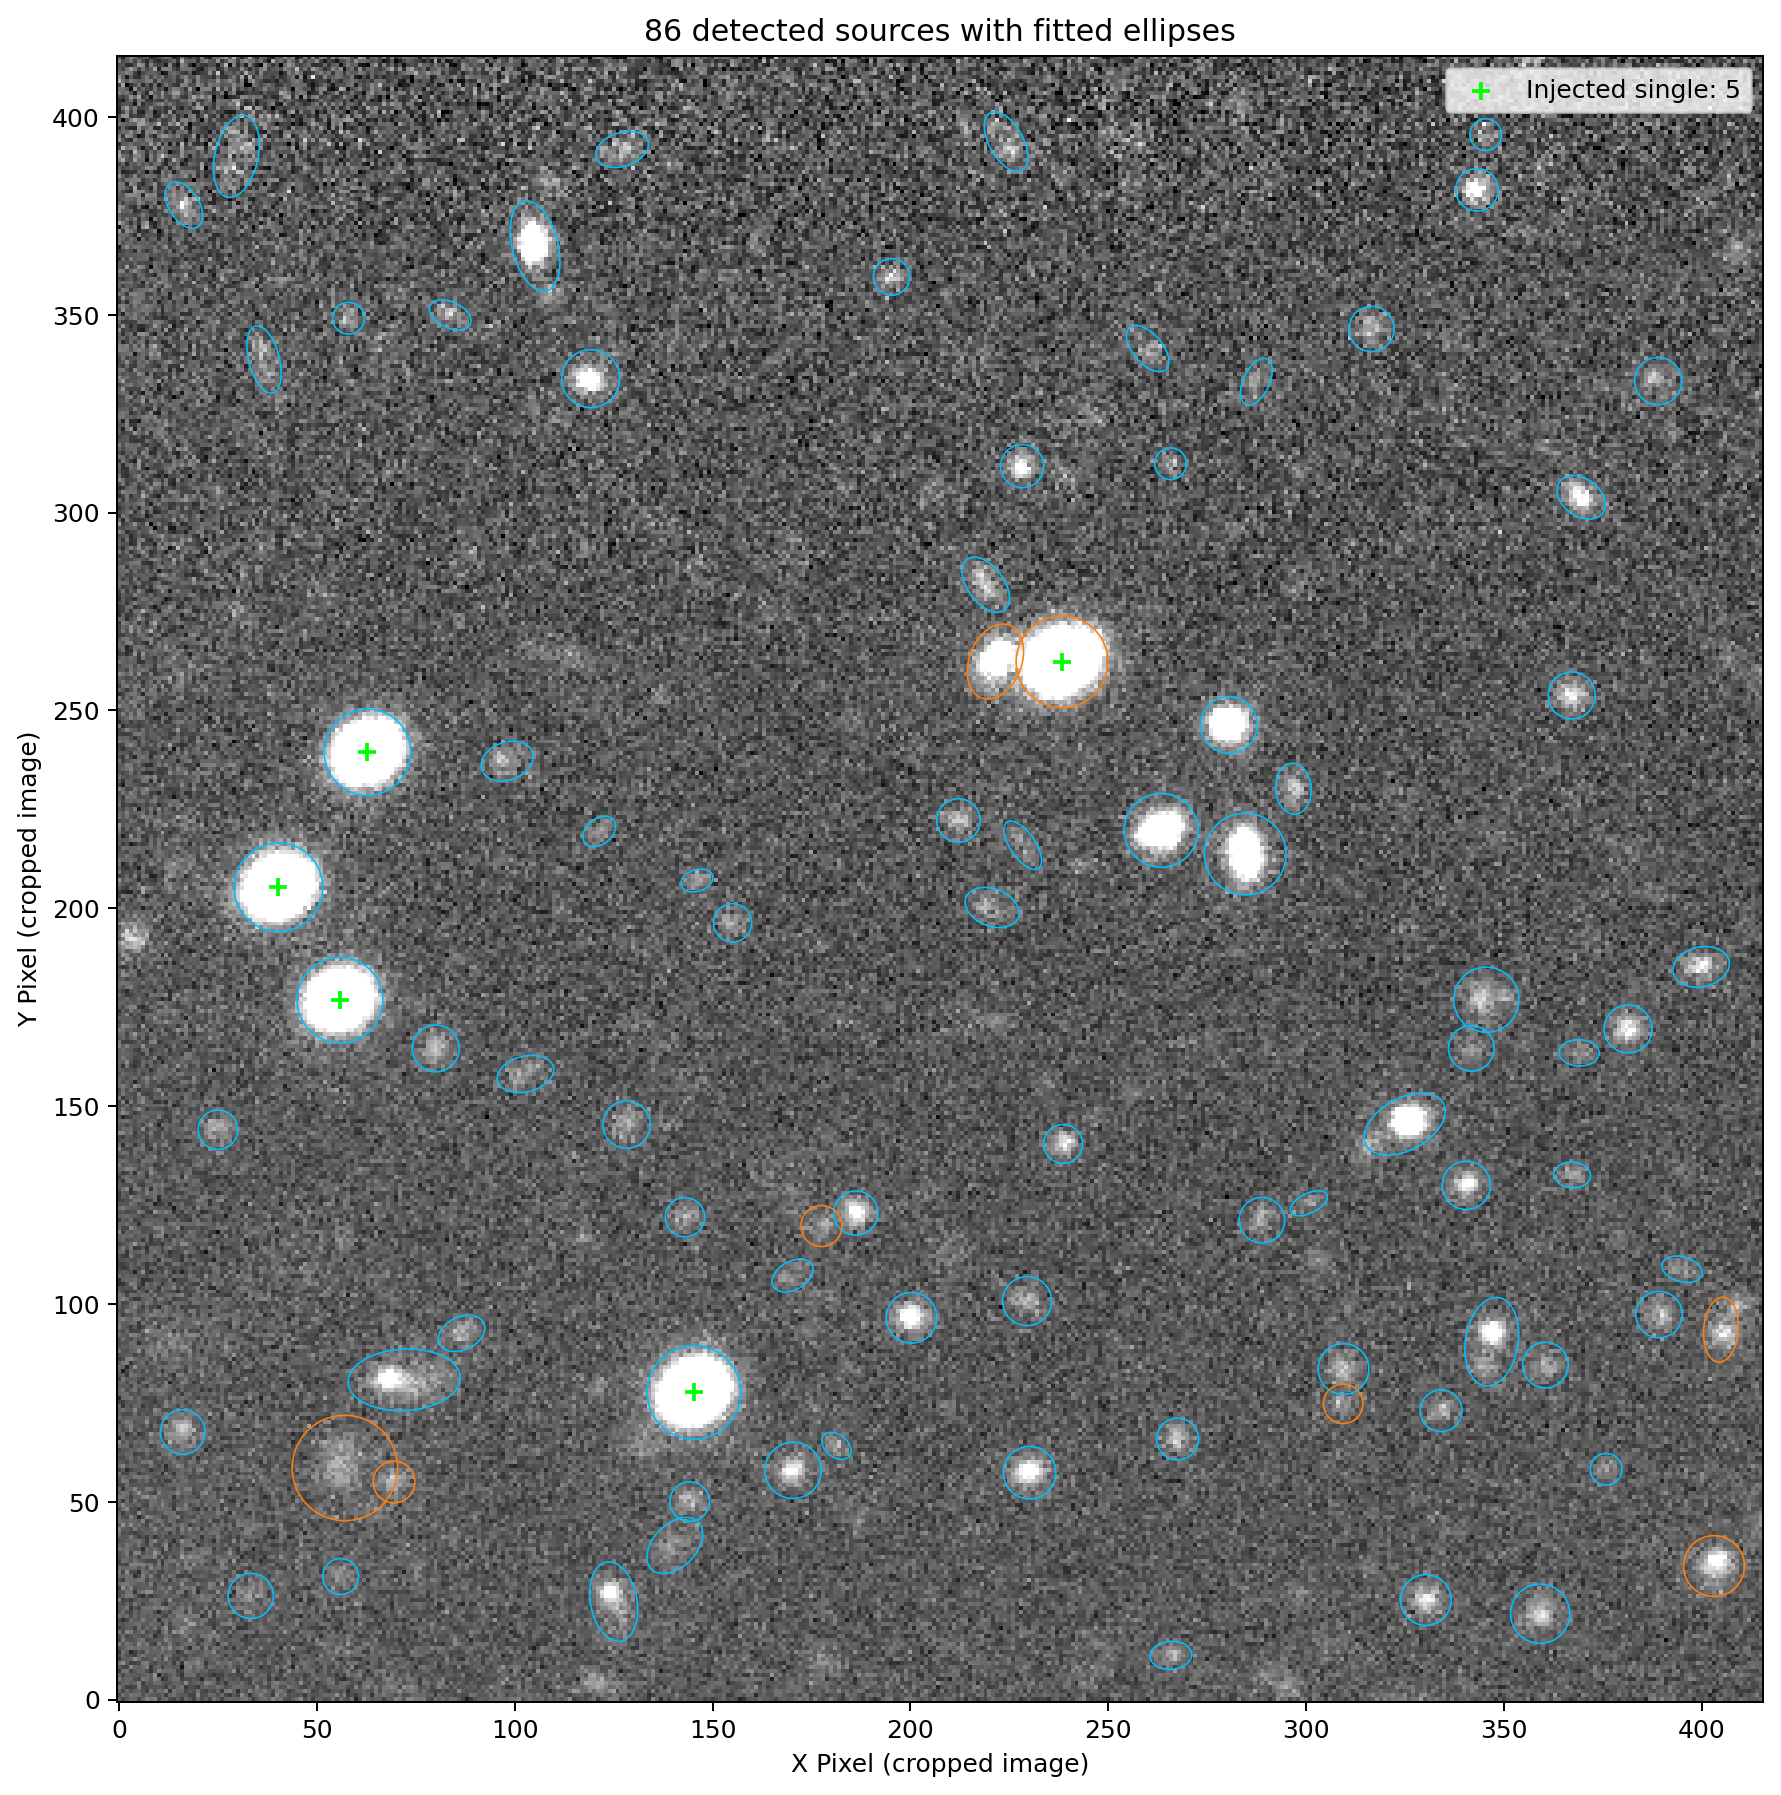 86 detected sources with fitted ellipses
Injected single: 5
400
350
300
250
200
150
100
50
0
Y Pixel (cropped image)
0 50 100 150 200 250 300 350 400
X Pixel (cropped image)